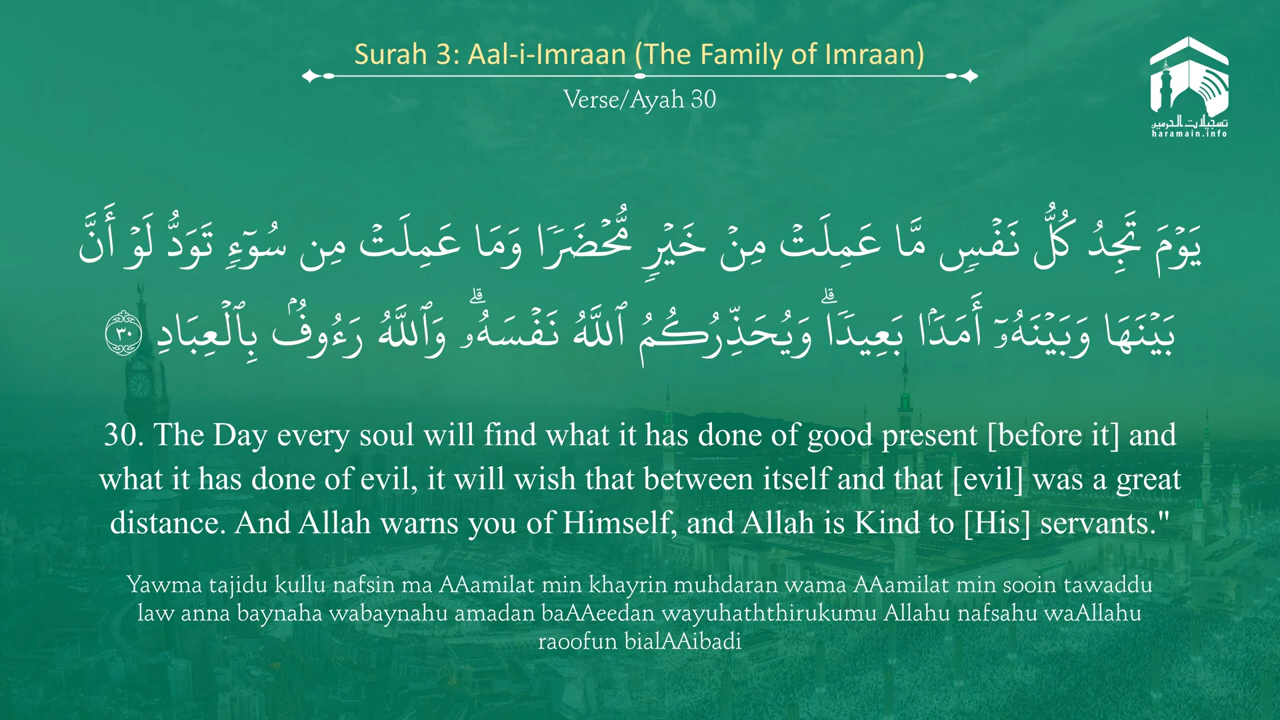 Surah 3: Aal-i-Imraan (The Family of Imraan)
Verse/Ayah 30
تسجيلات الحرمين
haramain.info
يَوْمَ تَجِدُ كُلُّ نَفْسٍ مَّا عَمِلَتْ مِنْ خَيْرٍ مُّحْضَرًا وَمَا عَمِلَتْ مِن سُوٓءٍ تَوَدُّ لَوْ أَنَّ
بَيْنَهَا وَبَيْنَهُۥٓ أَمَدًۢا بَعِيدًا ۗ وَيُحَذِّرُكُمُ ٱللَّهُ نَفْسَهُۥ ۗ وَٱللَّهُ رَءُوفٌۢ بِٱلْعِبَادِ ٣٠
30. The Day every soul will find what it has done of good present [before it] and
what it has done of evil, it will wish that between itself and that [evil] was a great
distance. And Allah warns you of Himself, and Allah is Kind to [His] servants."
Yawma tajidu kullu nafsin ma AAamilat min khayrin muhdaran wama AAamilat min sooin tawaddu
law anna baynaha wabaynahu amadan baAAeedan wayuhaththirukumu Allahu nafsahu waAllahu
raoofun bialAAibadi